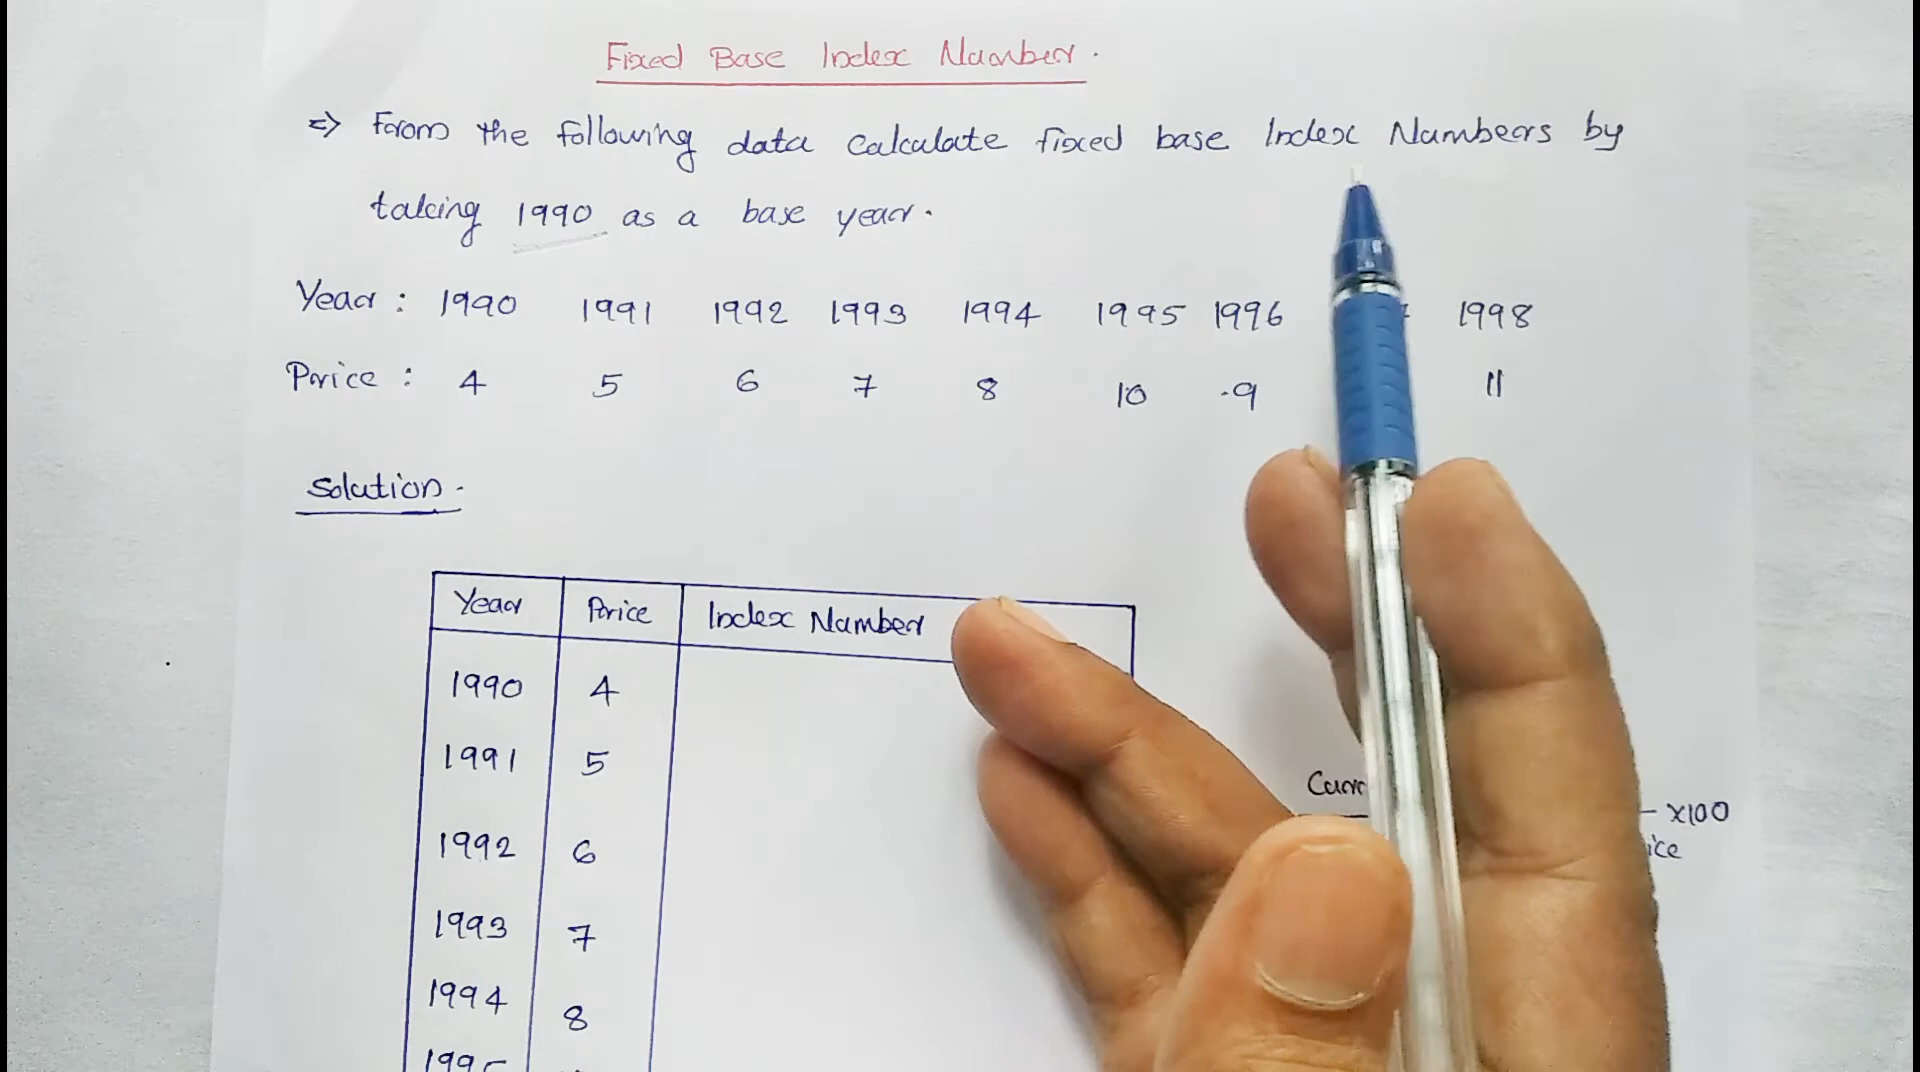 Fixed Base Index Number.
=> From the following data calculate fixed base Index Numbers by
taking 1990 as a base year.
Year: 1990 1991 1992 1993 1994 1995 1996 1998
Price: 4 5 6 7 8 10 9 11
Solution.
Year Price Index Number
1990 4
1991 5
1992 6
1993 7
x100
1994 8